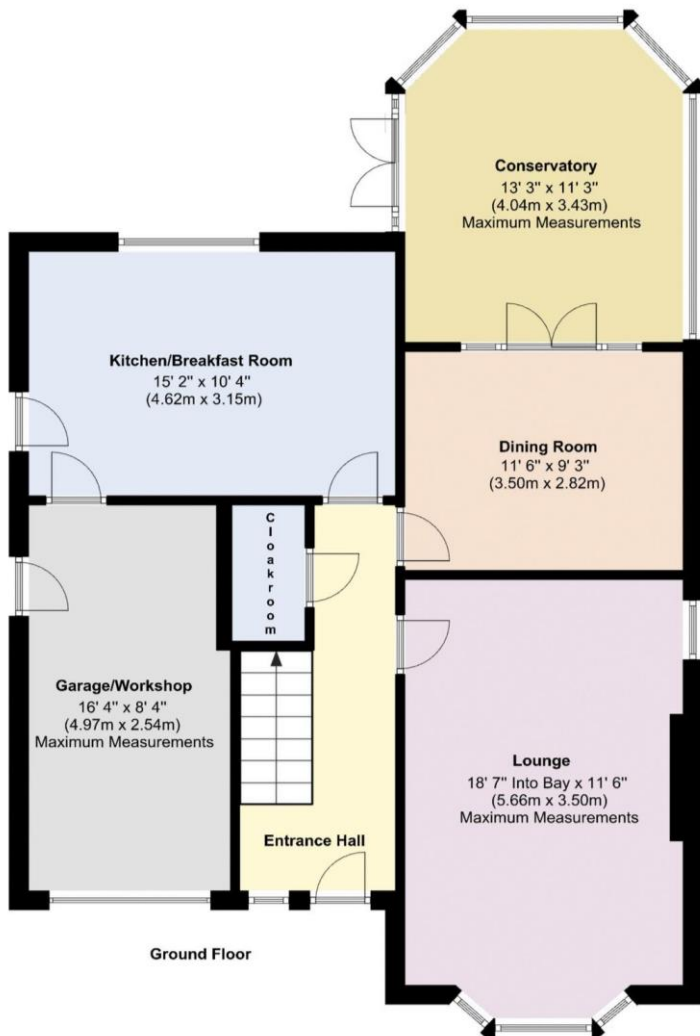 Conservatory
13' 3" x 11' 3"
(4.04m x 3.43m)
Maximum Measurements
Kitchen/Breakfast Room
15' 2" x 10' 4"
(4.62m x 3.15m)
Dining Room
11' 6" x 9' 3"
(3.50m x 2.82m)
Cloakroom
Garage/Workshop
16' 4" x 8' 4"
(4.97m x 2.54m)
Maximum Measurements
Lounge
18' 7" Into Bay x 11' 6"
(5.66m x 3.50m)
Maximum Measurements
Entrance Hall
Ground Floor